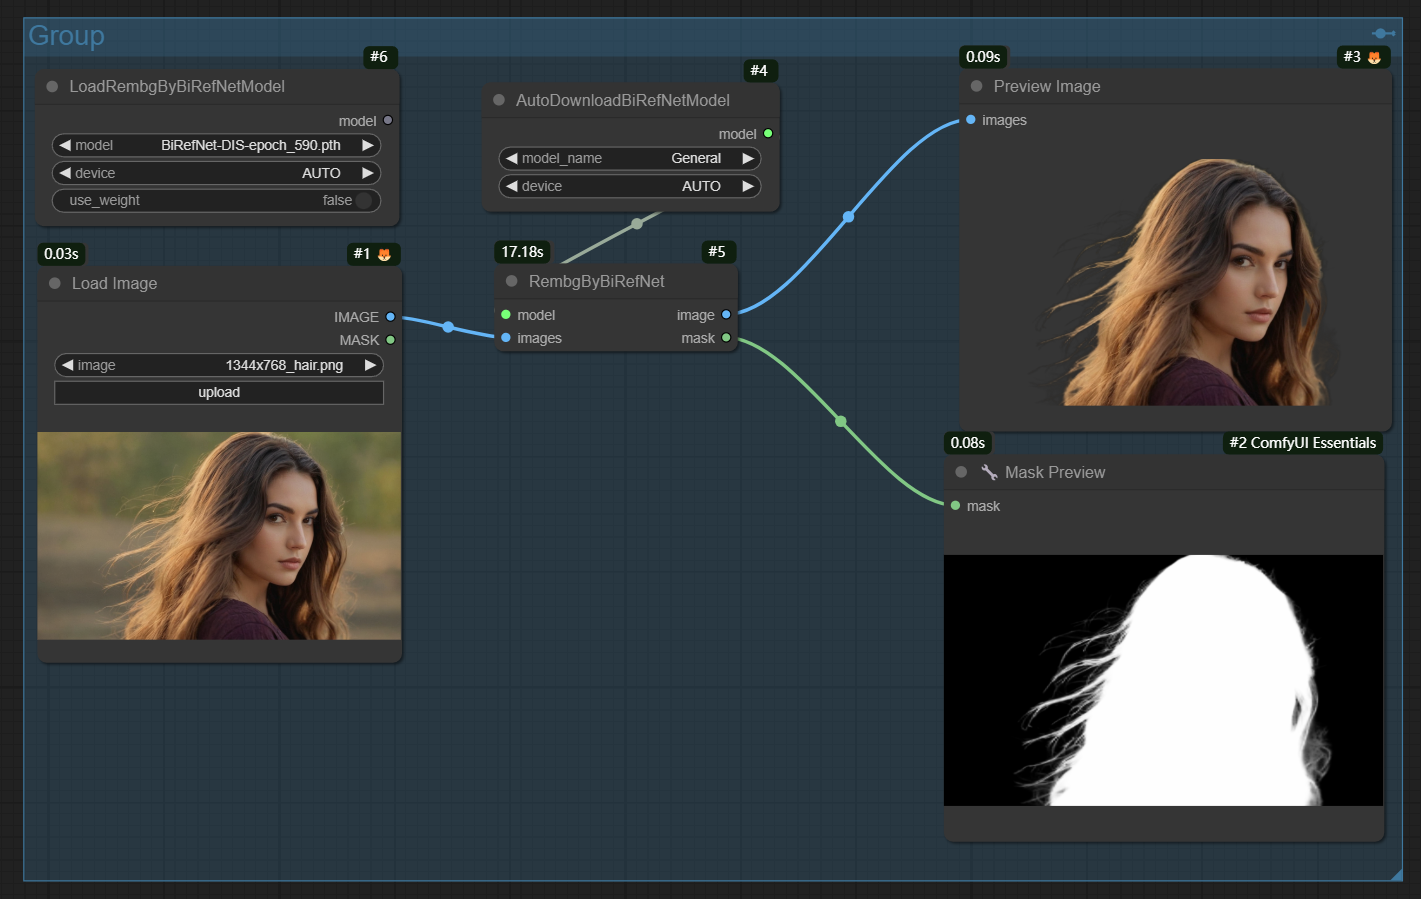 Group
#6
LoadRembgByBiRefNetModel
model
model BiRefNet-DIS-epoch_590.pth
device AUTO
use_weight false
0.03s #1
Load Image
IMAGE
MASK
image 1344x768_hair.png
upload
#4
AutoDownloadBiRefNetModel
model
model_name General
device AUTO
17.18s #5
RembgByBiRefNet
model image
images mask
0.09s #3
Preview Image
images
0.08s #2 ComfyUI Essentials
Mask Preview
mask